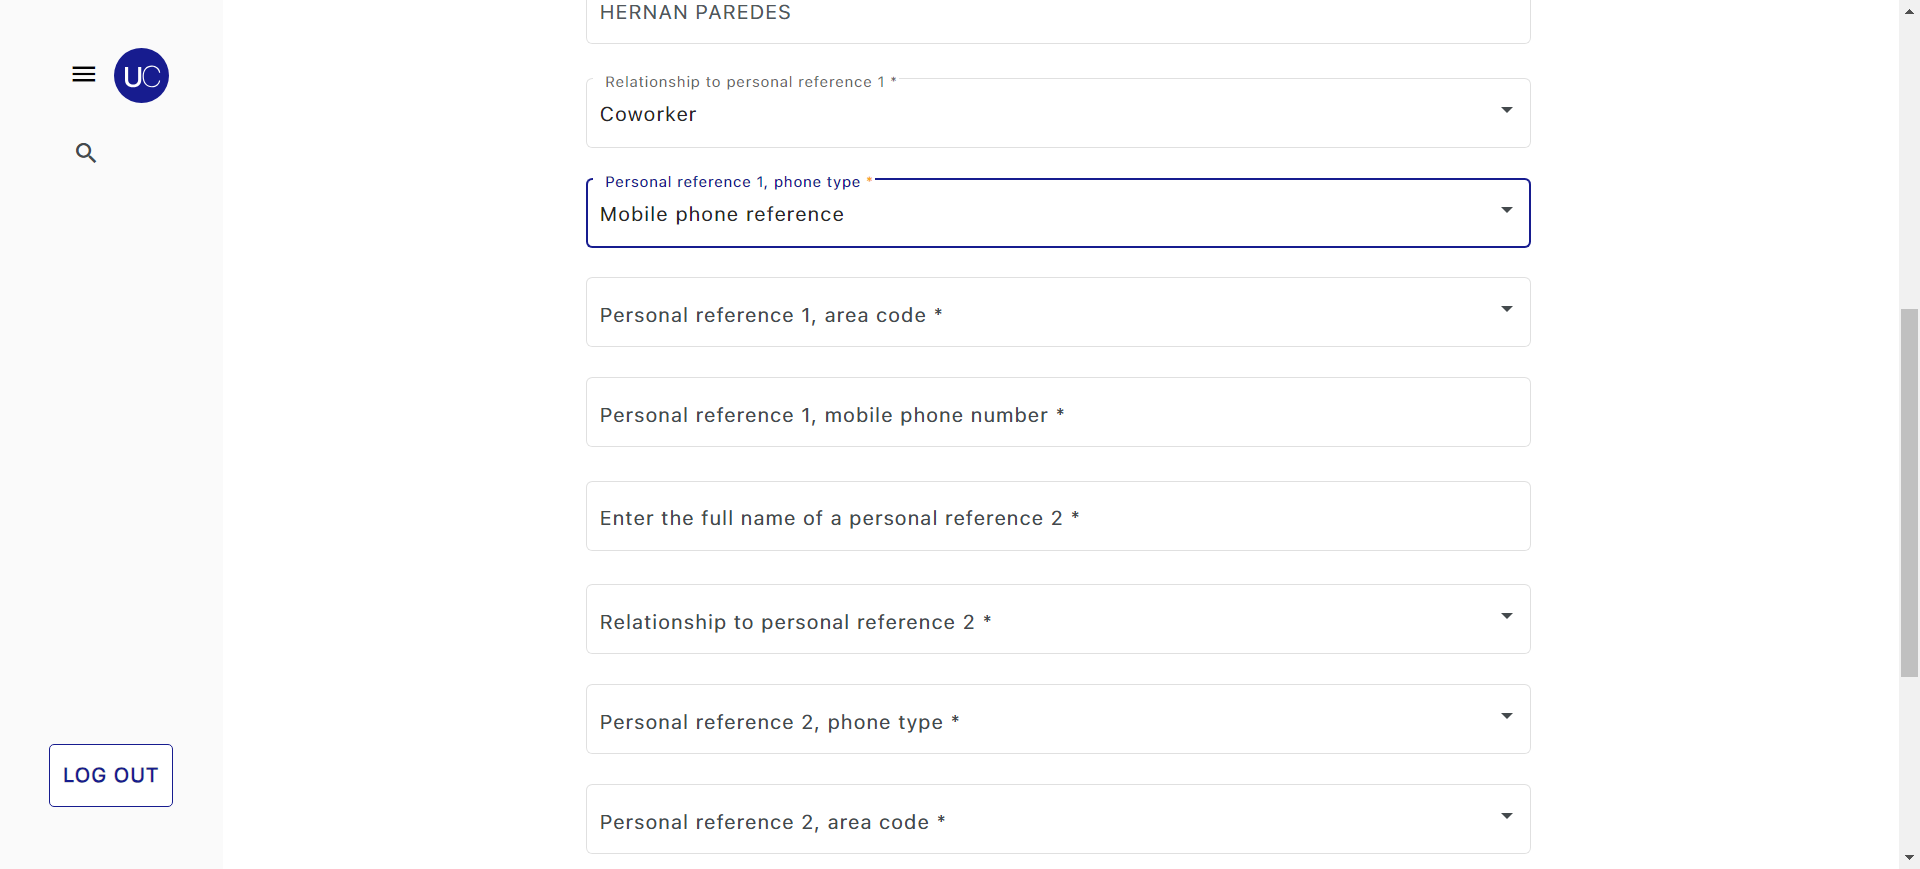 HERNAN PAREDES
UC
Relationship to personal reference 1 *
Coworker
Personal reference 1, phone type *
Mobile phone reference
Personal reference 1, area code *
Personal reference 1, mobile phone number *
Enter the full name of a personal reference 2 *
Relationship to personal reference 2 *
Personal reference 2, phone type *
LOG OUT
Personal reference 2, area code *